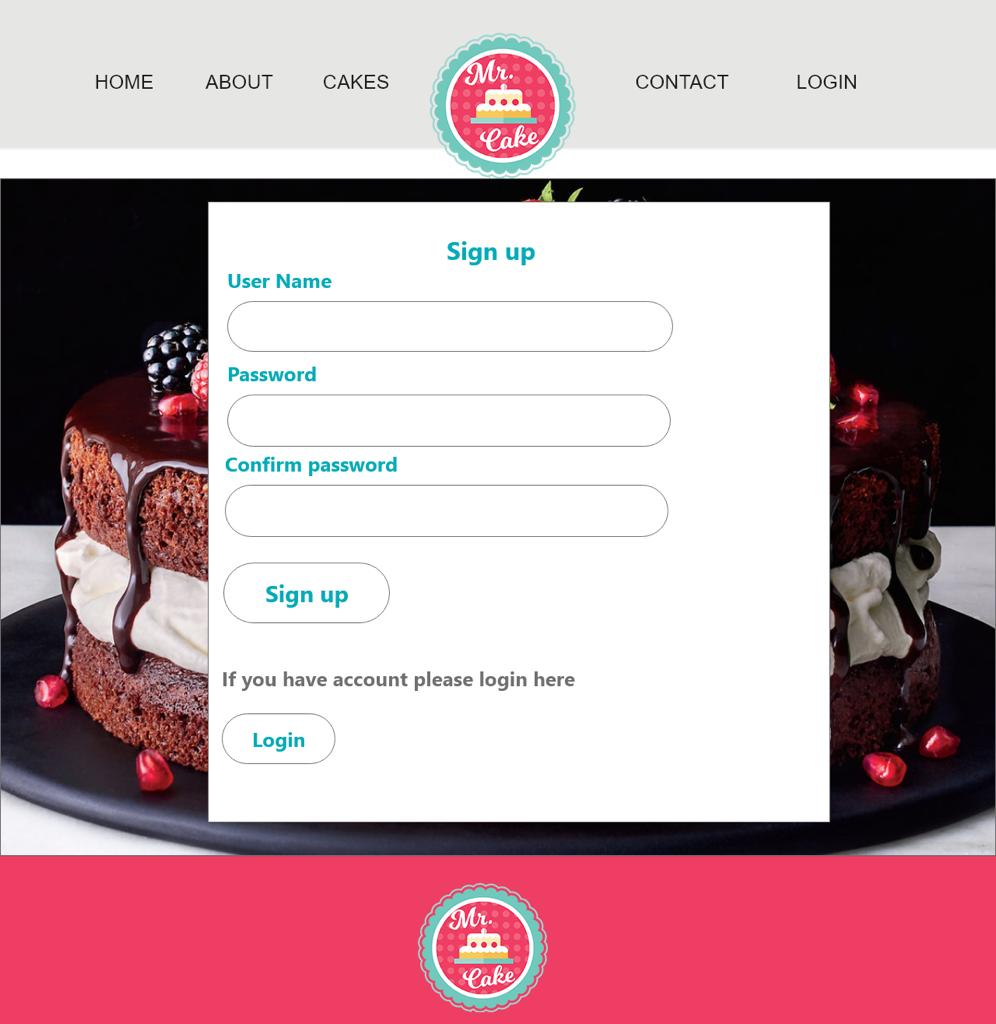 HOME ABOUT CAKES CONTACT LOGIN
Mr.
Cake
Sign up
User Name
Password
Confirm password
Sign up
If you have account please login here
Login
Mr.
Cake